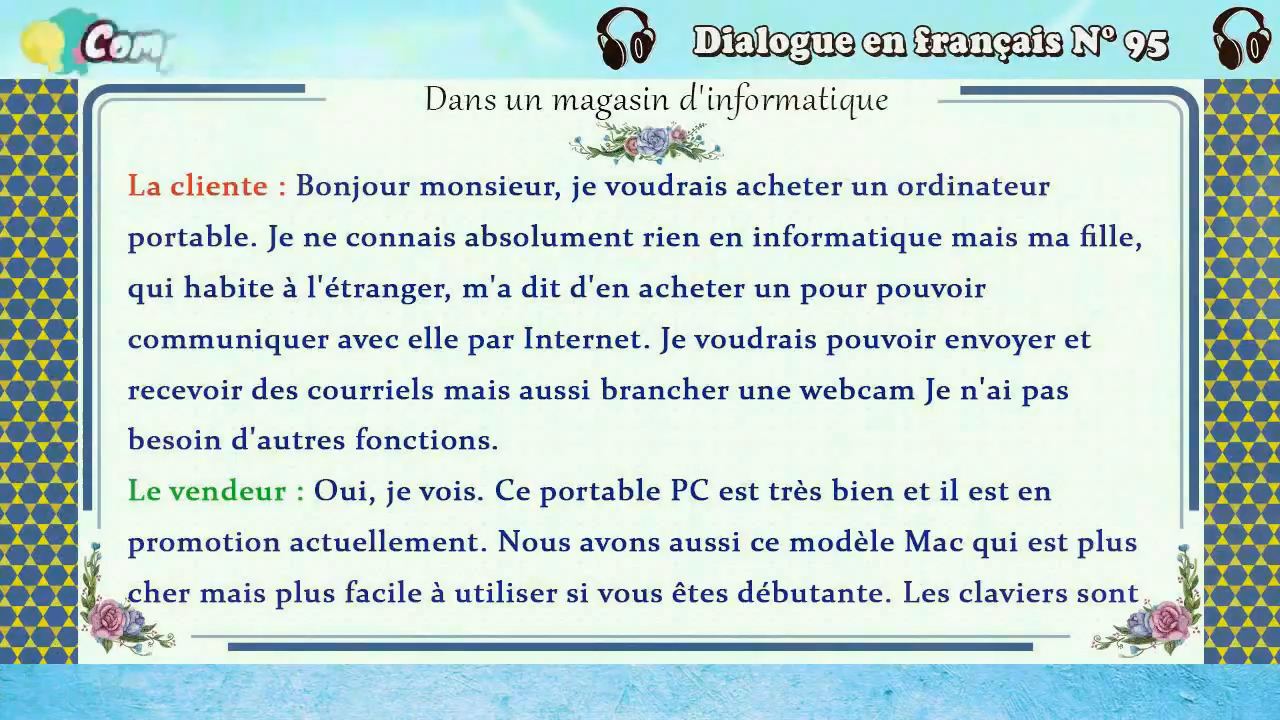 Dialogue en français N° 95
Dans un magasin d'informatique
La cliente : Bonjour monsieur, je voudrais acheter un ordinateur
portable. Je ne connais absolument rien en informatique mais ma fille,
qui habite à l'étranger, m'a dit d'en acheter un pour pouvoir
communiquer avec elle par Internet. Je voudrais pouvoir envoyer et
recevoir des courriels mais aussi brancher une webcam Je n'ai pas
besoin d'autres fonctions.
Le vendeur : Oui, je vois. Ce portable PC est très bien et il est en
promotion actuellement. Nous avons aussi ce modèle Mac qui est plus
cher mais plus facile à utiliser si vous êtes débutante. Les claviers sont